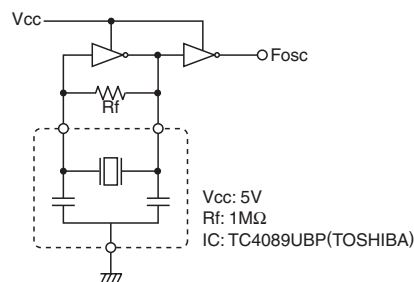 Vcc
Fosc
Rf
Vcc: 5V
Rf: 1MΩ
IC: TC4089UBP(TOSHIBA)